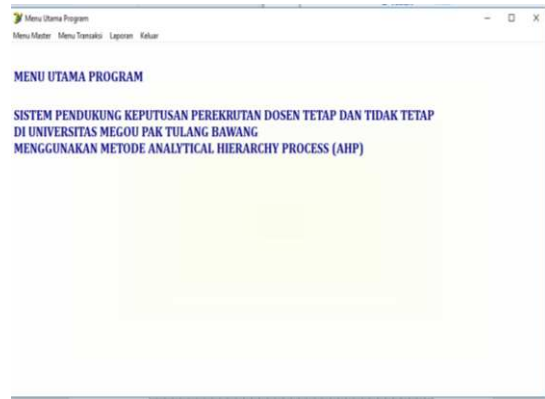 Menu Utama Program
Menu Master Menu Transaksi Laporan Keluar
MENU UTAMA PROGRAM
SISTEM PENDUKUNG KEPUTUSAN PEREKRUTAN DOSEN TETAP DAN TIDAK TETAP
DI UNIVERSITAS MEGOU PAK TULANG BAWANG
MENGGUNAKAN METODE ANALYTICAL HIERARCHY PROCESS (AHP)